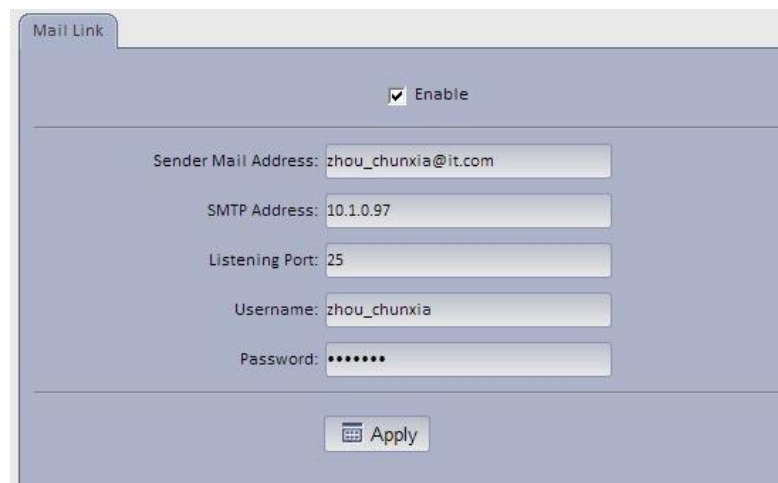 Mail Link
Enable
Sender Mail Address: zhou_chunxia@it.com
SMTP Address: 10.1.0.97
Listening Port: 25
Username: zhou_chunxia
Password: •••••••
Apply